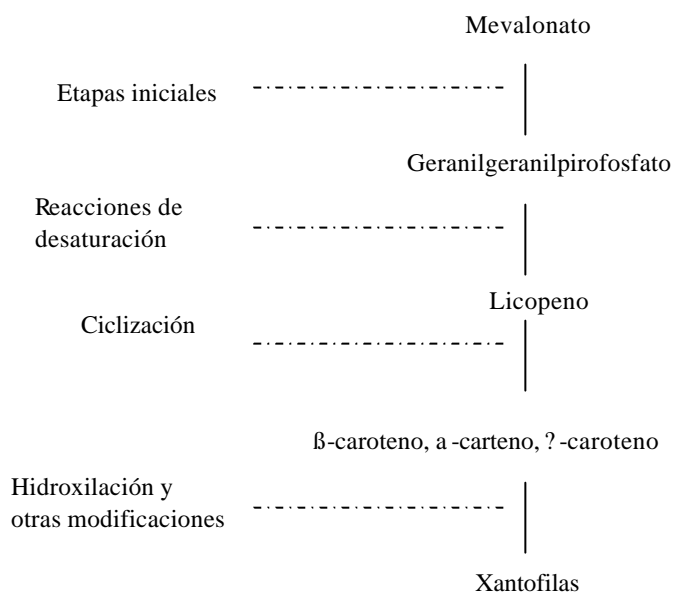 Mevalonato
Etapas iniciales
Geranilgeranilpirofosfato
Reacciones de
desaturación
Licopeno
Ciclización
ß-caroteno, a -carteno, ? -caroteno
Hidroxilación y
otras modificaciones
Xantofilas